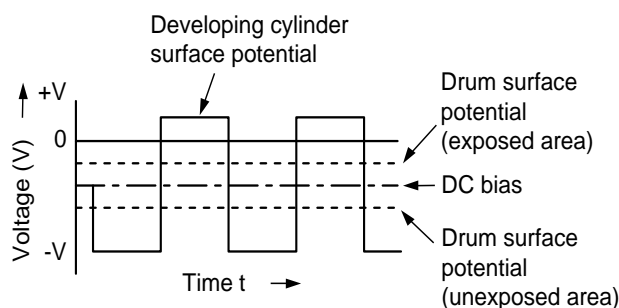 Developing cylinder
surface potential
+V
Drum surface
potential
(exposed area)
0
Voltage (V)
DC bias
-V
Drum surface
potential
(unexposed area)
Time t